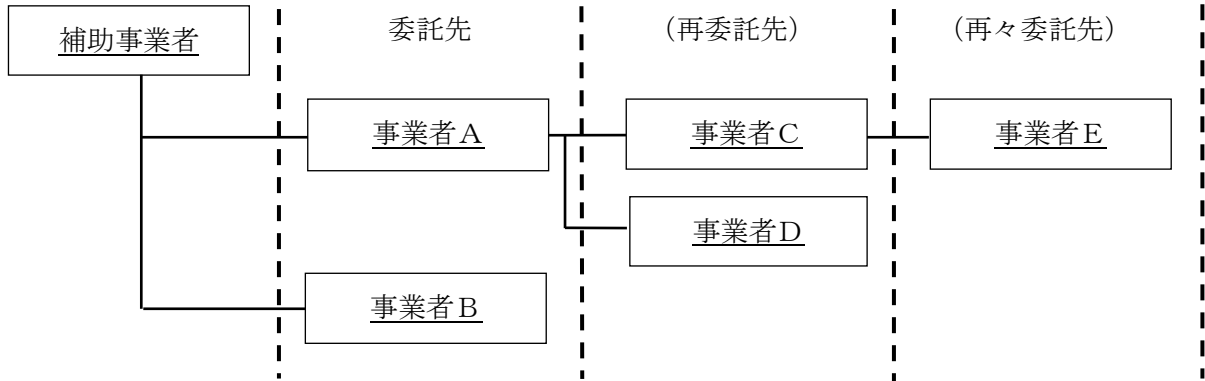 補助事業者
委託先
（再委託先）
（再々委託先）
事業者Ａ
事業者Ｃ
事業者Ｅ
事業者Ｄ
事業者Ｂ